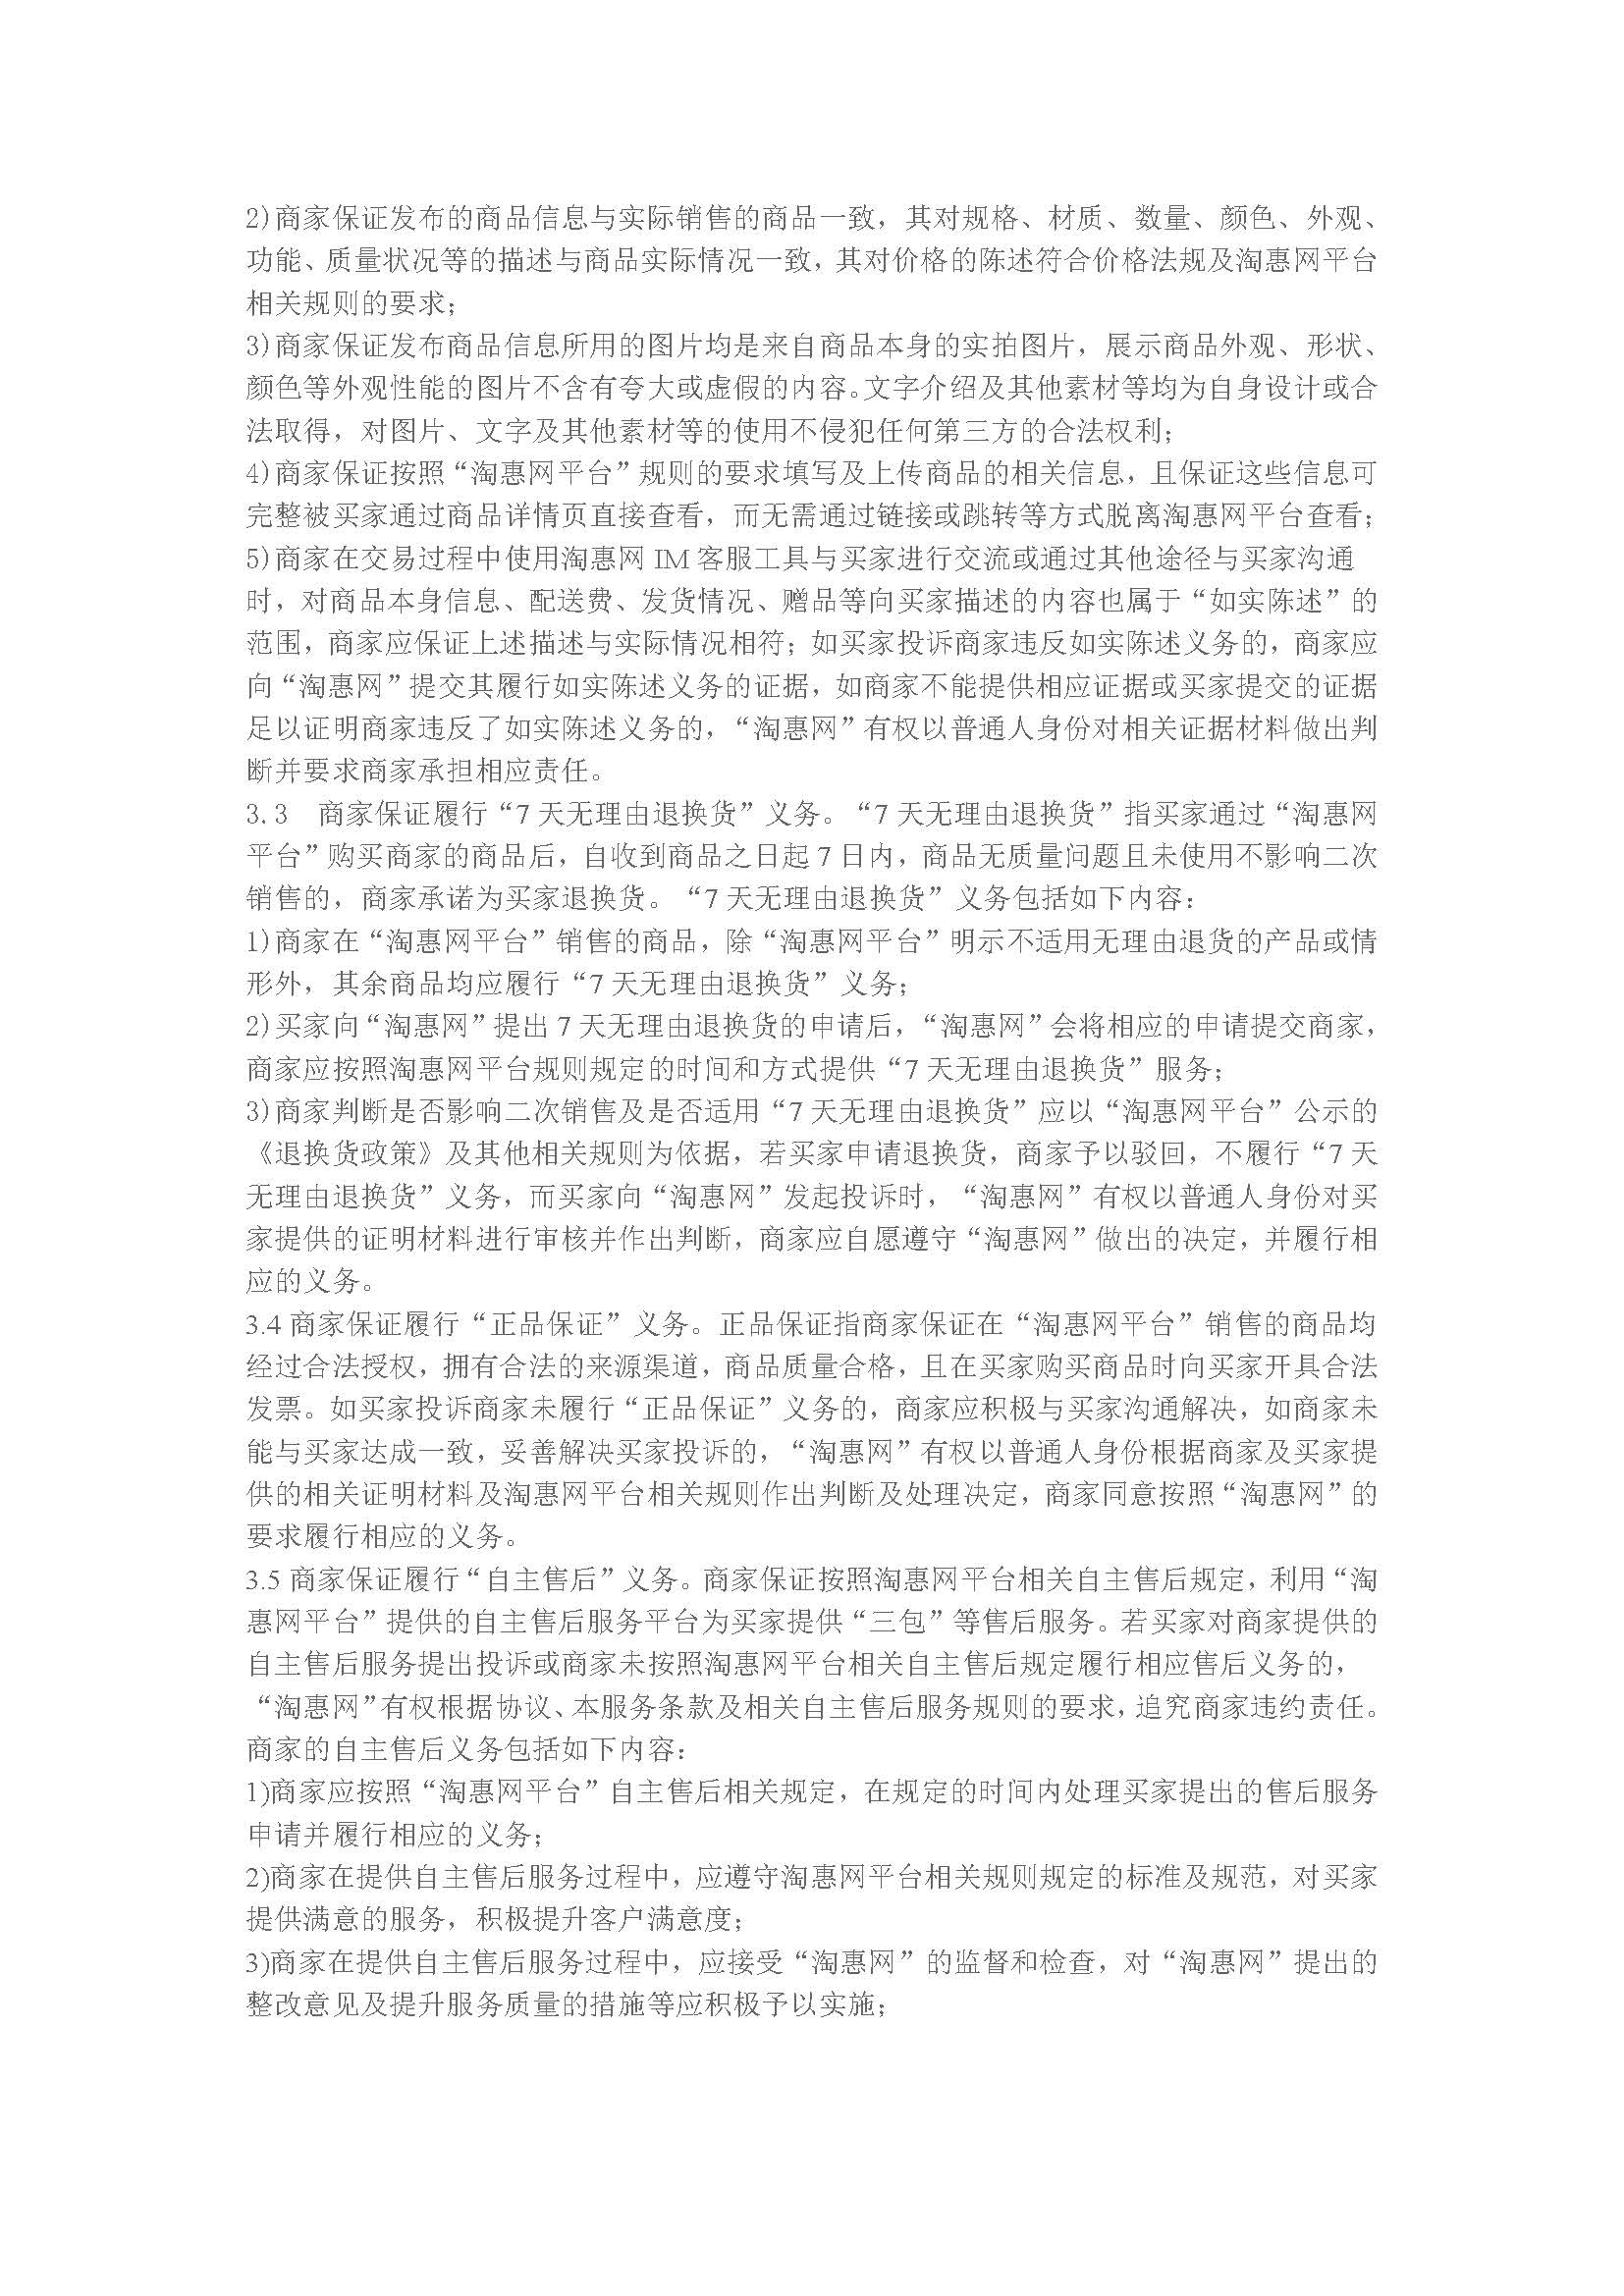 2)商家保证发布的商品信息与实际销售的商品一致，其对规格、材质、数量、颜色、外观、
功能、质量状况等的描述与商品实际情况一致，其对价格的陈述符合价格法规及淘惠网平台
相关规则的要求；
3)商家保证发布商品信息所用的图片均是来自商品本身的实拍图片，展示商品外观、形状、
颜色等外观性能的图片不含有夸大或虚假的内容。文字介绍及其他素材等均为自身设计或合
法取得，对图片、文字及其他素材等的使用不侵犯任何第三方的合法权利；
4)商家保证按照“淘惠网平台”规则的要求填写及上传商品的相关信息，且保证这些信息可
完整被买家通过商品详情页直接查看，而无需通过链接或跳转等方式脱离淘惠网平台查看；
5)商家在交易过程中使用淘惠网 IM 客服工具与买家进行交流或通过其他途径与买家沟通
时，对商品本身信息、配送费、发货情况、赠品等向买家描述的内容也属于“如实陈述”的
范围，商家应保证上述描述与实际情况相符；如买家投诉商家违反如实陈述义务的，商家应
向“淘惠网”提交其履行如实陈述义务的证据，如商家不能提供相应证据或买家提交的证据
足以证明商家违反了如实陈述义务的，“淘惠网”有权以普通人身份对相关证据材料做出判
断并要求商家承担相应责任。
3.3  商家保证履行“7 天无理由退换货”义务。“7 天无理由退换货”指买家通过“淘惠网
平台”购买商家的商品后，自收到商品之日起 7 日内，商品无质量问题且未使用不影响二次
销售的，商家承诺为买家退换货。“7 天无理由退换货”义务包括如下内容：
1)商家在“淘惠网平台”销售的商品，除“淘惠网平台”明示不适用无理由退货的产品或情
形外，其余商品均应履行“7 天无理由退换货”义务；
2)买家向“淘惠网”提出 7 天无理由退换货的申请后，“淘惠网”会将相应的申请提交商家，
商家应按照淘惠网平台规则规定的时间和方式提供“7 天无理由退换货”服务；
3)商家判断是否影响二次销售及是否适用“7 天无理由退换货”应以“淘惠网平台”公示的
《退换货政策》及其他相关规则为依据，若买家申请退换货，商家予以驳回，不履行“7 天
无理由退换货”义务，而买家向“淘惠网”发起投诉时，“淘惠网”有权以普通人身份对买
家提供的证明材料进行审核并作出判断，商家应自愿遵守“淘惠网”做出的决定，并履行相
应的义务。
3.4 商家保证履行“正品保证”义务。正品保证指商家保证在“淘惠网平台”销售的商品均
经过合法授权，拥有合法的来源渠道，商品质量合格，且在买家购买商品时向买家开具合法
发票。如买家投诉商家未履行“正品保证”义务的，商家应积极与买家沟通解决，如商家未
能与买家达成一致，妥善解决买家投诉的，“淘惠网”有权以普通人身份根据商家及买家提
供的相关证明材料及淘惠网平台相关规则作出判断及处理决定，商家同意按照“淘惠网”的
要求履行相应的义务。
3.5 商家保证履行“自主售后”义务。商家保证按照淘惠网平台相关自主售后规定，利用“淘
惠网平台”提供的自主售后服务平台为买家提供“三包”等售后服务。若买家对商家提供的
自主售后服务提出投诉或商家未按照淘惠网平台相关自主售后规定履行相应售后义务的，
“淘惠网”有权根据协议、本服务条款及相关自主售后服务规则的要求，追究商家违约责任。
商家的自主售后义务包括如下内容：
1)商家应按照“淘惠网平台”自主售后相关规定，在规定的时间内处理买家提出的售后服务
申请并履行相应的义务；
2)商家在提供自主售后服务过程中，应遵守淘惠网平台相关规则规定的标准及规范，对买家
提供满意的服务，积极提升客户满意度；
3)商家在提供自主售后服务过程中，应接受“淘惠网”的监督和检查，对“淘惠网”提出的
整改意见及提升服务质量的措施等应积极予以实施；